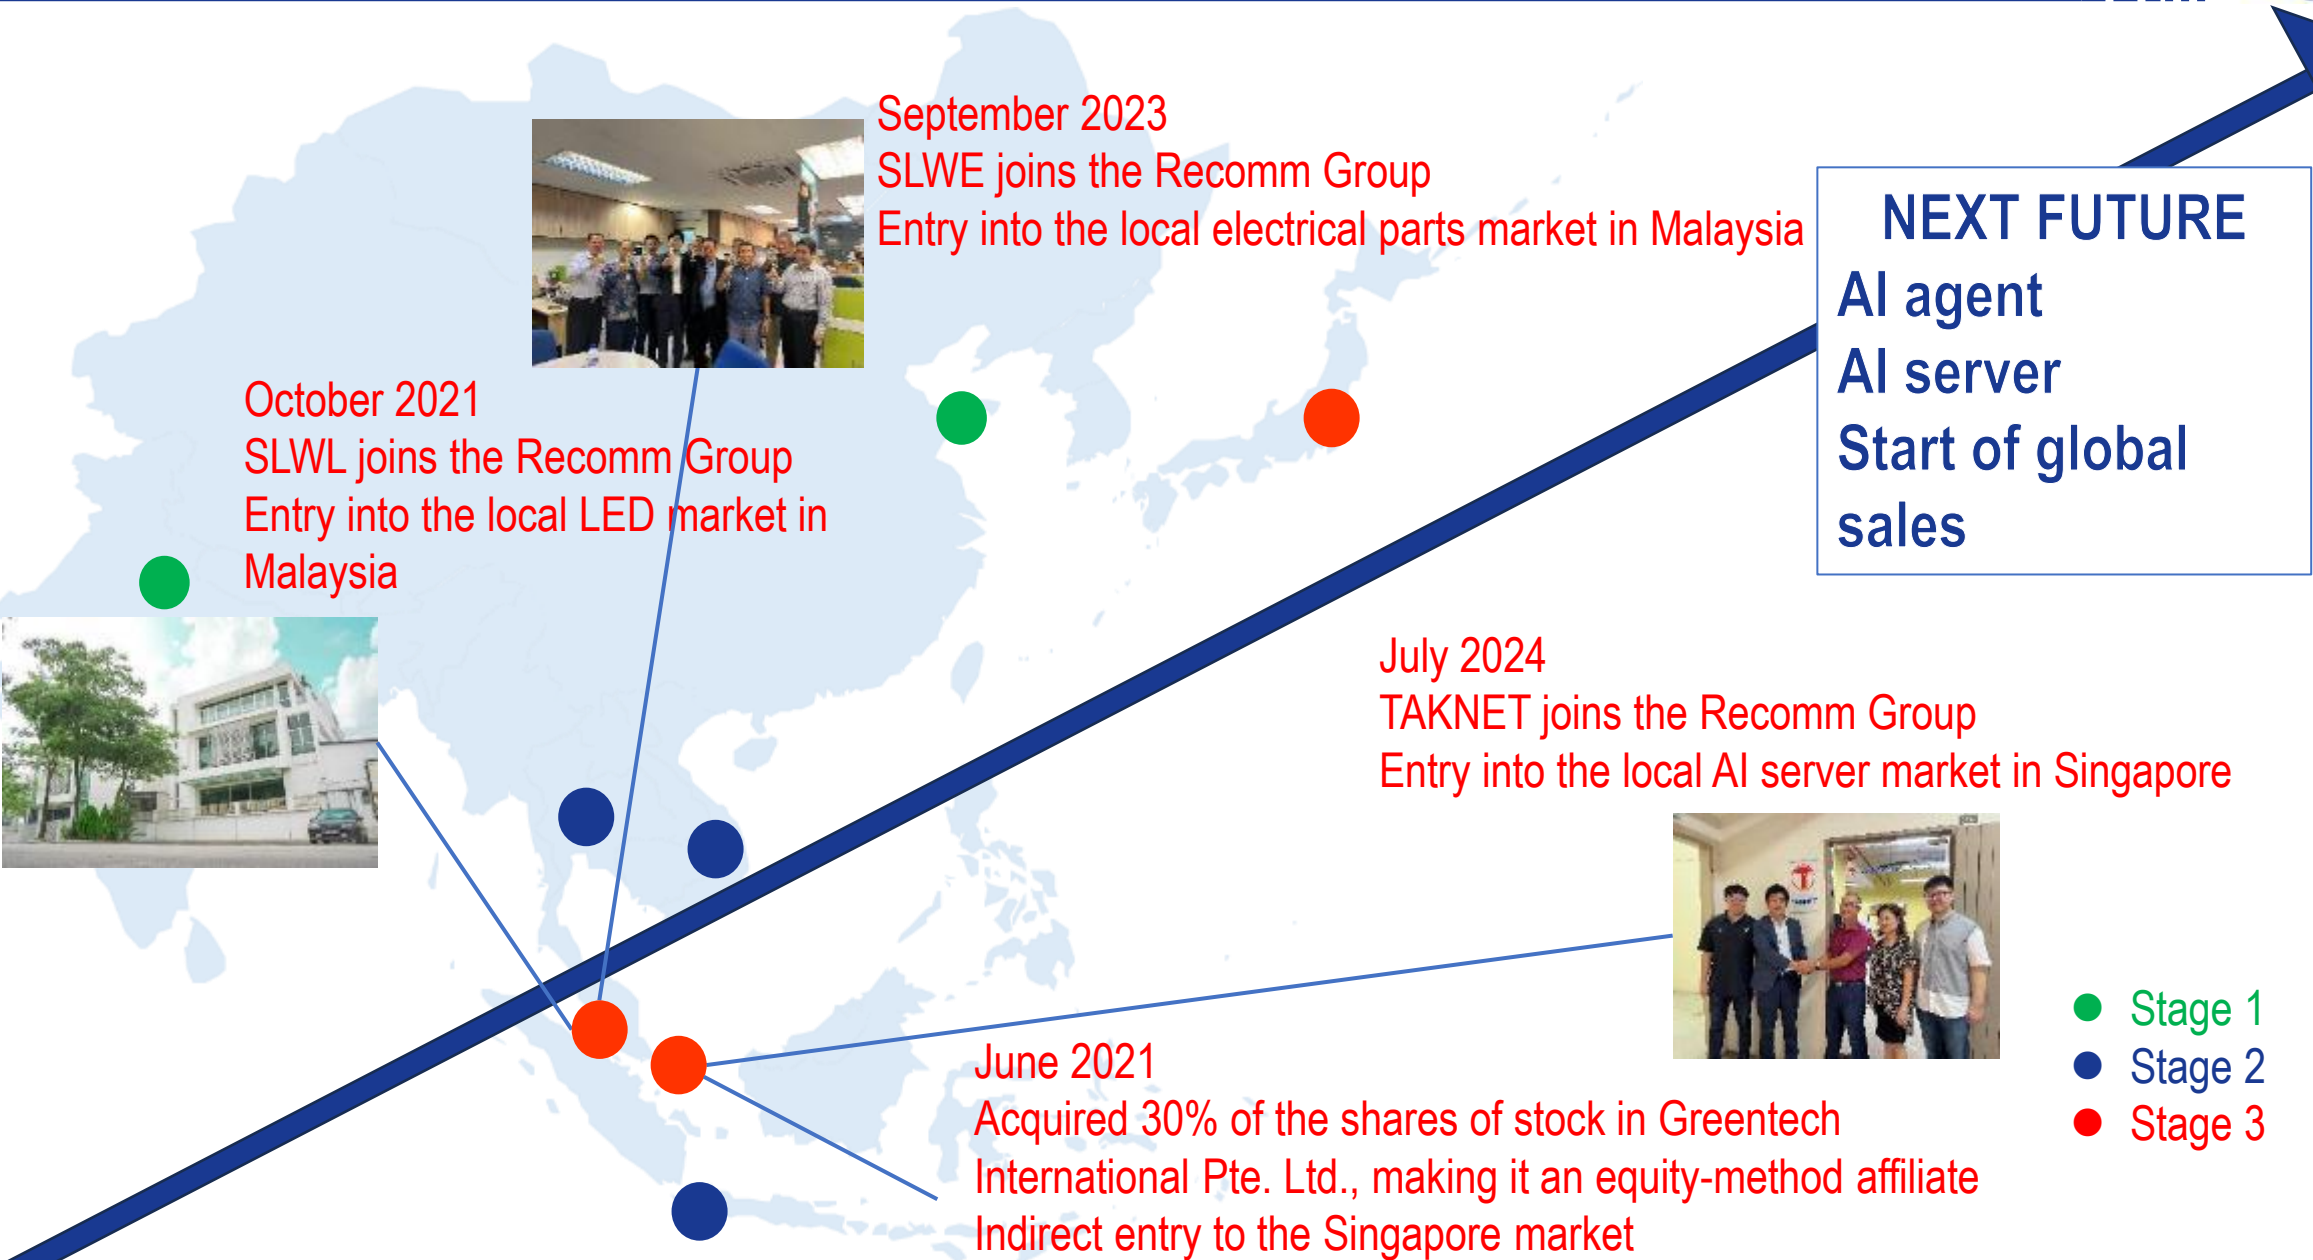 September 2023
SLWE joins the Recomm Group
Entry into the local electrical parts market in Malaysia
NEXT FUTURE
AI agent
AI server
Start of global
sales
October 2021
SLWL joins the Recomm Group
Entry into the local LED market in
Malaysia
July 2024
TAKNET joins the Recomm Group
Entry into the local AI server market in Singapore
June 2021
Acquired 30% of the shares of stock in Greentech
International Pte. Ltd., making it an equity-method affiliate
Indirect entry to the Singapore market
Stage 1
Stage 2
Stage 3